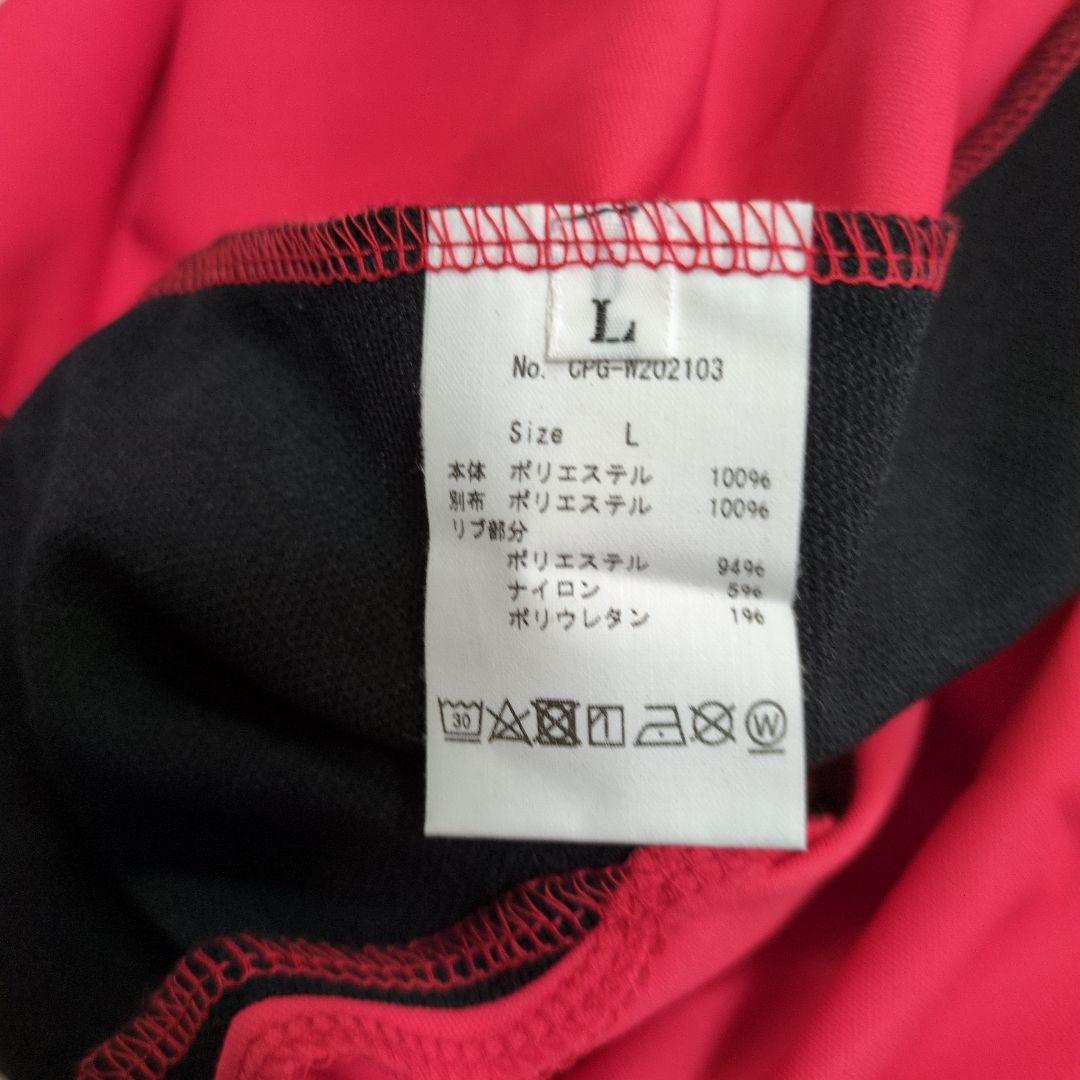 L
No. CPG-W202103
Size L
本体 ポリエステル 100%
別布 ポリエステル 100%
リブ部分
ポリエステル 94%
ナイロン 5%
ポリウレタン 1%
30
W